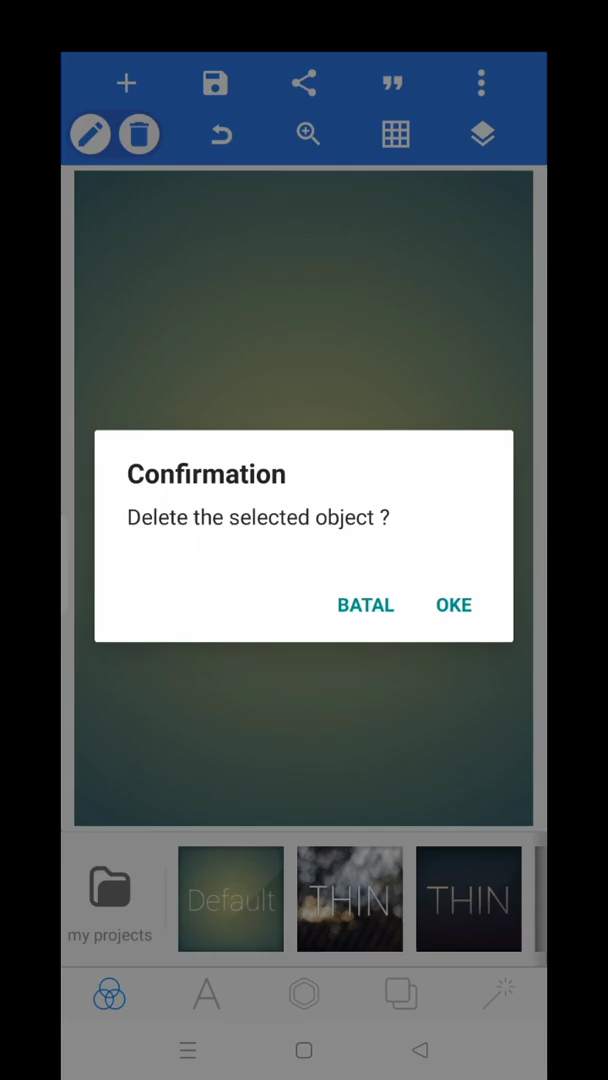 Confirmation
Delete the selected object ?
BATAL OKE
my projects
Default
THIN
THIN